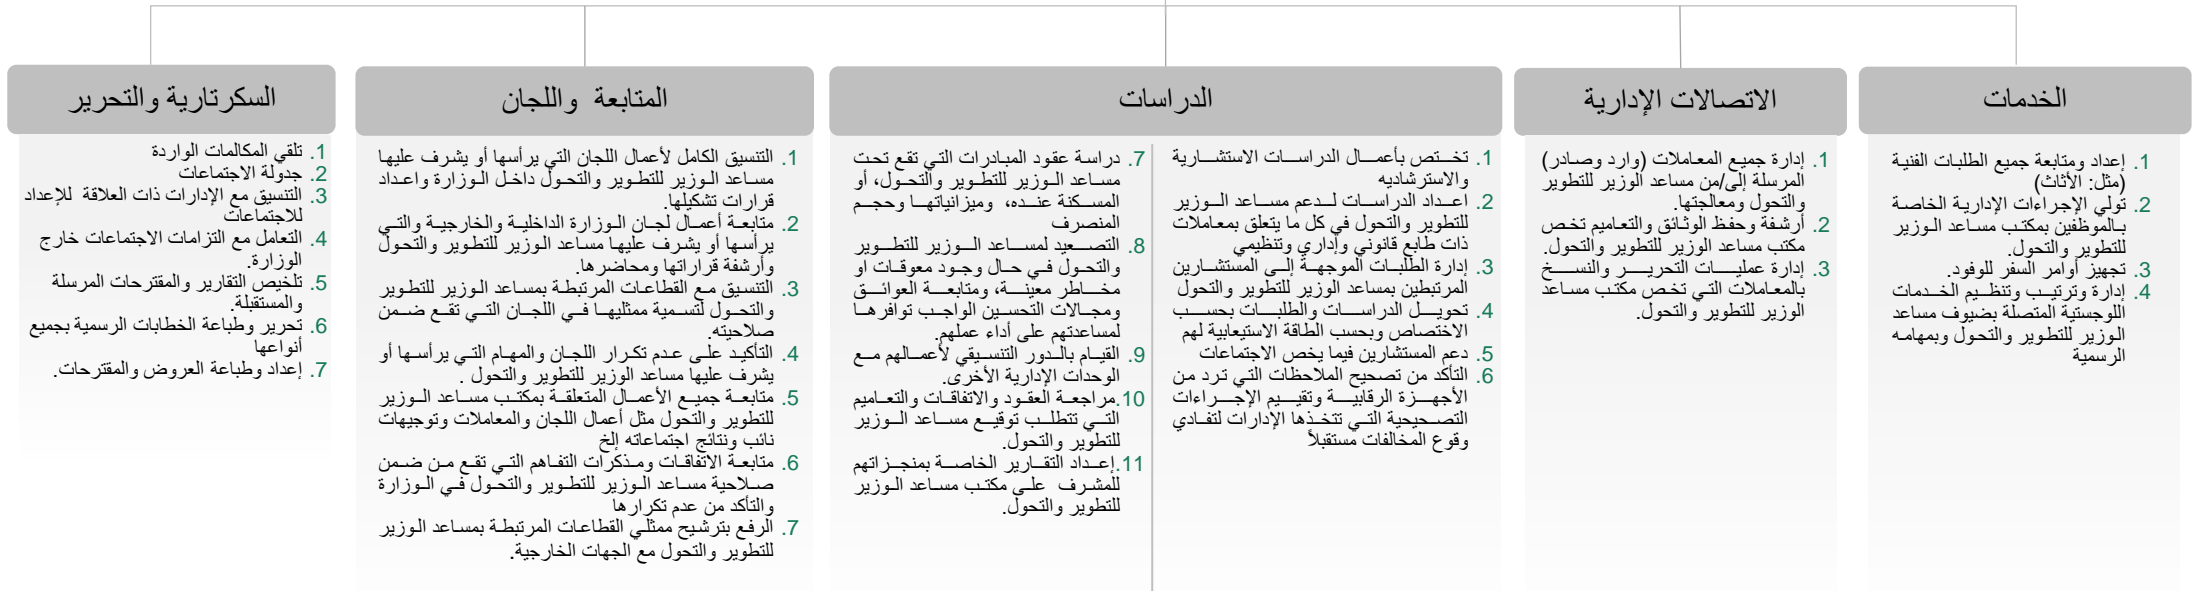 الخدمات
1. إعداد ومتابعة جميع الطلبات الفنية
(مثل: الأثاث)
2. تولي الإجراءات الإدارية الخاصة
بالموظفين بمكتب مساعد الوزير
للتطوير والتحول.
3. تجهيز أوامر السفر للوفود.
4. إدارة وترتيب وتنظيم الخدمات
اللوجستية المتصلة بضيوف مساعد
الوزير للتطوير والتحول وبمهامه
الرسمية
الاتصالات الإدارية
1. إدارة جميع المعاملات (وارد وصادر)
المرسلة إلى/من مساعد الوزير للتطوير
والتحول ومعالجتها.
2. أرشفة وحفظ الوثائق والتعاميم تخص
مكتب مساعد الوزير للتطوير والتحول.
3. إدارة عمليات التحرير والنسخ
بالمعاملات التي تخص مكتب مساعد
الوزير للتطوير والتحول.
الدراسات
1. تختص بأعمال الدراسات الاستشارية
والاسترشاديه
2. اعداد الدراسات لدعم مساعد الوزير
للتطوير والتحول في كل ما يتعلق بمعاملات
ذات طابع قانوني وإداري وتنظيمي
3. إدارة الطلبات الموجهة إلى المستشارين
المرتبطين بمساعد الوزير للتطوير والتحول
4. تحويل الدراسات والطلبات بحسب
الاختصاص وبحسب الطاقة الاستيعابية لهم
5. دعم المستشارين فيما يخص الاجتماعات
6. التأكد من تصحيح الملاحظات التي ترد من
الأجهزة الرقابية وتقييم الإجراءات
التصحيحية التي تتخذها الإدارات لتفادي
وقوع المخالفات مستقبلاً
7. دراسة عقود المبادرات التي تقع تحت
مساعد الوزير للتطوير والتحول، أو
المسكنة عنده، وميزانياتها وحجم
المنصرف
8. التصعيد لمساعد الوزير للتطوير
والتحول في حال وجود معوقات او
مخاطر معينة، ومتابعة العوائق
ومجالات التحسين الواجب توافرها
لمساعدتهم على أداء عملهم.
9. القيام بالدور التنسيقي لأعمالهم مع
الوحدات الإدارية الأخرى.
10.مراجعة العقود والاتفاقات والتعاميم
التي تتطلب توقيع مساعد الوزير
للتطوير والتحول.
11.إعداد التقارير الخاصة بمنجزاتهم
للمشرف على مكتب مساعد الوزير
للتطوير والتحول.
المتابعة واللجان
1. التنسيق الكامل لأعمال اللجان التي يرأسها أو يشرف عليها
مساعد الوزير للتطوير والتحول داخل الوزارة واعداد
قرارات تشكيلها.
2. متابعة أعمال لجان الوزارة الداخلية والخارجية والتي
يرأسها أو يشرف عليها مساعد الوزير للتطوير والتحول
وأرشفة قراراتها ومحاضرها.
3. التنسيق مع القطاعات المرتبطة بمساعد الوزير للتطوير
والتحول لتسمية ممثليها في اللجان التي تقع ضمن
صلاحيته.
4. التأكيد على عدم تكرار اللجان والمهام التي يرأسها أو
يشرف عليها مساعد الوزير للتطوير والتحول .
5. متابعة جميع الأعمال المتعلقة بمكتب مساعد الوزير
للتطوير والتحول مثل أعمال اللجان والمعاملات وتوجيهات
نائب ونتائج اجتماعاته إلخ
6. متابعة الاتفاقات ومذكرات التفاهم التي تقع من ضمن
صلاحية مساعد الوزير للتطوير والتحول في الوزارة
والتأكد من عدم تكرارها
7. الرفع بترشيح ممثلي القطاعات المرتبطة بمساعد الوزير
للتطوير والتحول مع الجهات الخارجية.
السكرتارية والتحرير
1. تلقي المكالمات الواردة
2. جدولة الاجتماعات
3. التنسيق مع الإدارات ذات العلاقة للإعداد
للاجتماعات
4. التعامل مع التزامات الاجتماعات خارج
الوزارة.
5. تلخيص التقارير والمقترحات المرسلة
والمستقبلة.
6. تحرير وطباعة الخطابات الرسمية بجميع
أنواعها
7. إعداد وطباعة العروض والمقترحات.